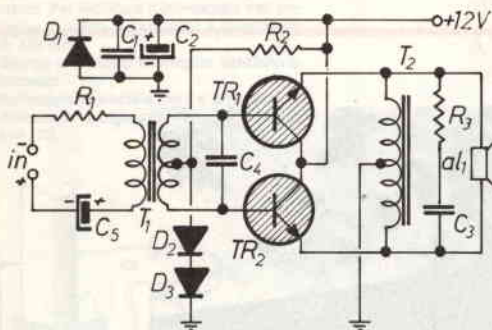 +12V
D1
C1
+
C2
-
R2
T2
R1
TR1
R3
in
-
+
C4
al1
- +
C5
T1
D2
TR2
C3
D3